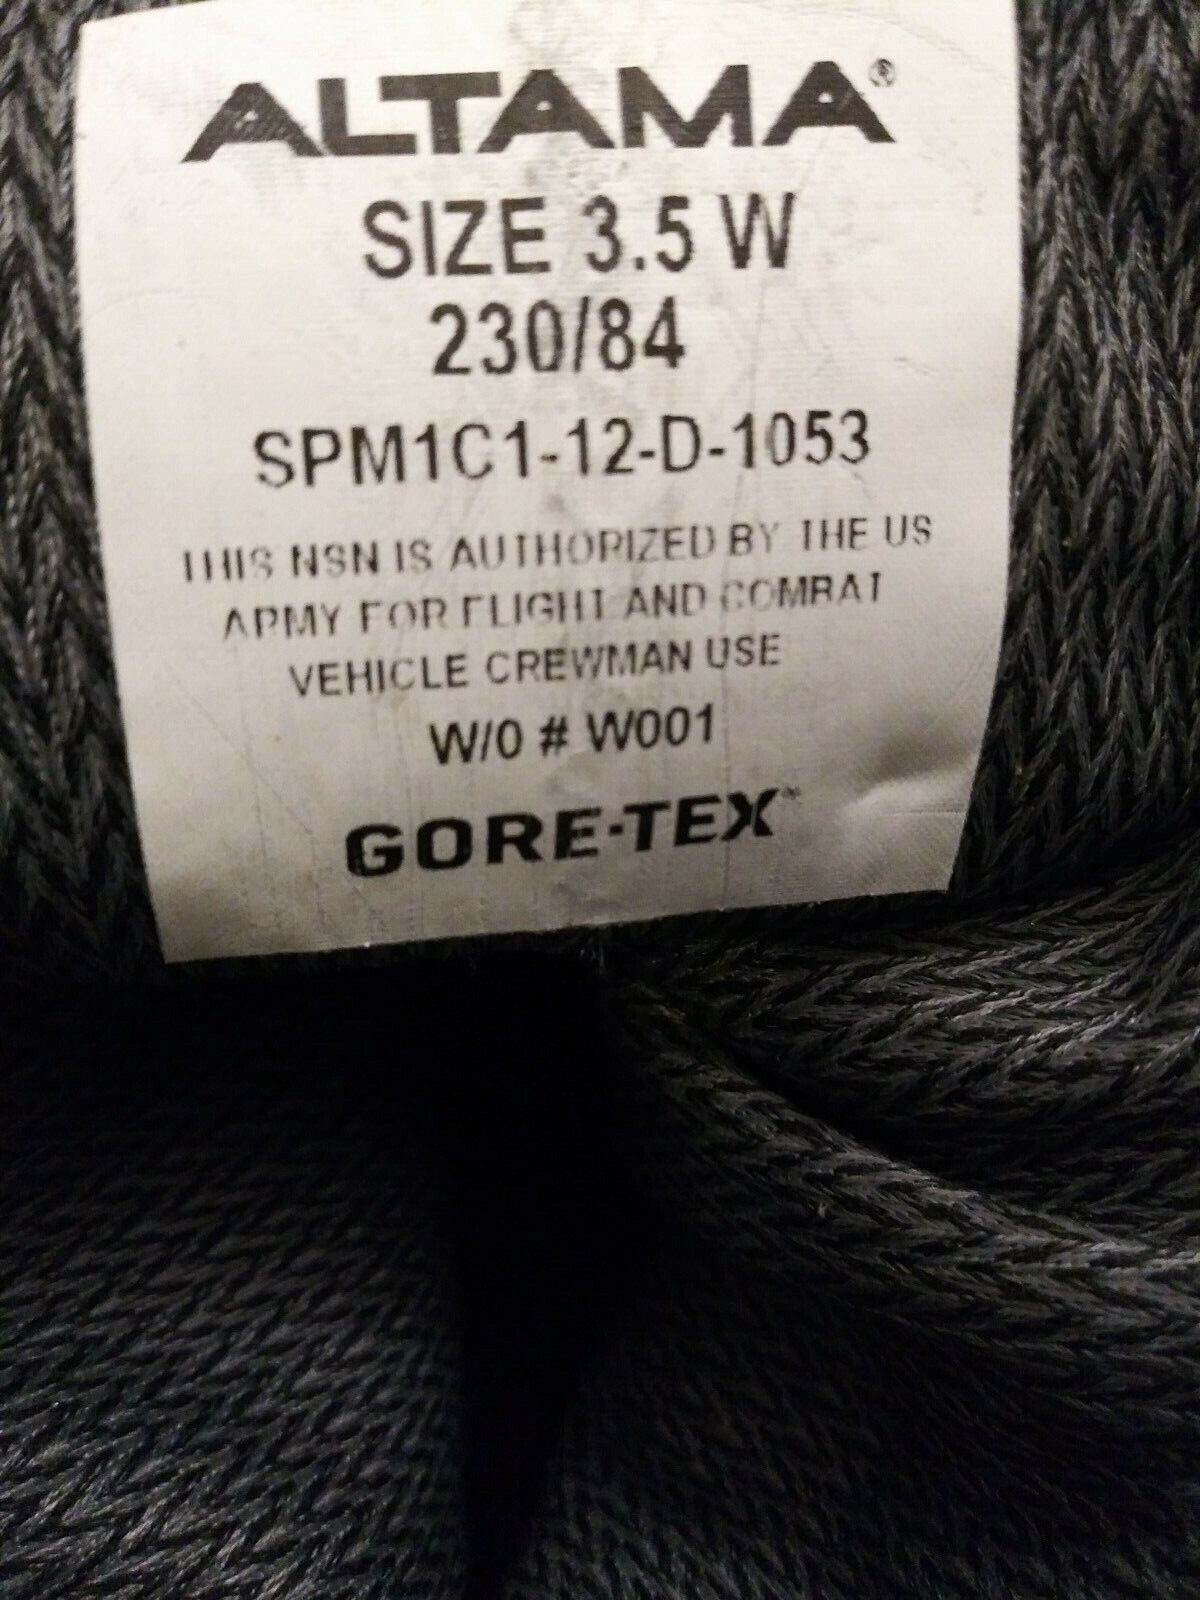 ALTAMA®
SIZE 3.5 W
230/84
SPM1C1-12-D-1053
THIS NSN IS AUTHORIZED BY THE US
ARMY FOR FLIGHT AND COMBAT
VEHICLE CREWMAN USE
W/O # W001
GORE-TEX™